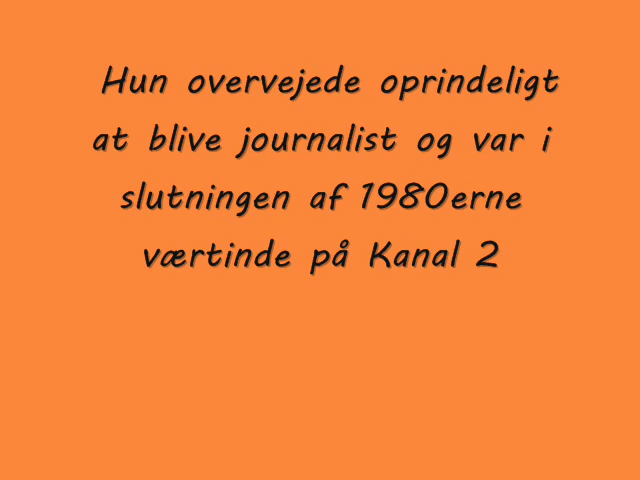 Hun overvejede oprindeligt
at blive journalist og var i
slutningen af 1980erne
værtinde på Kanal 2